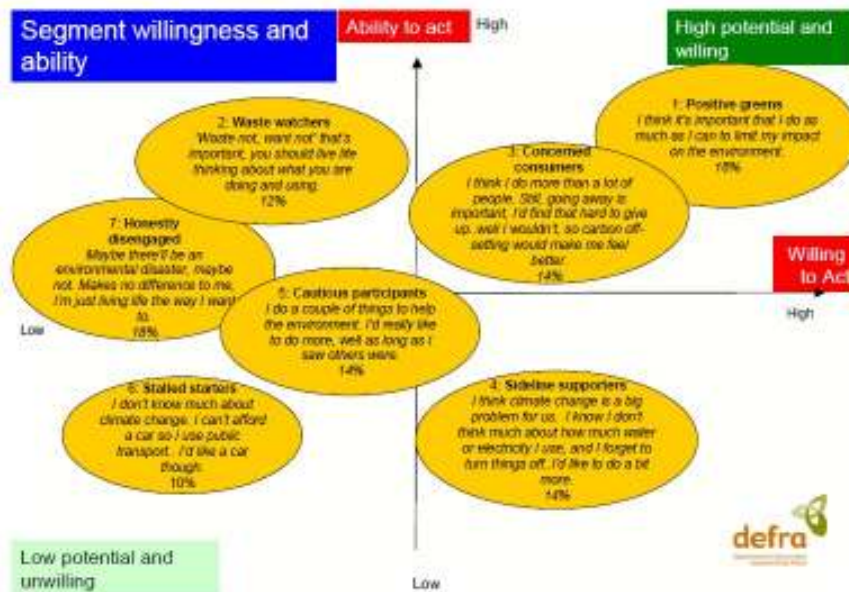 Segment willingness and
ability
Ability to act
High
High potential and
willing
1: Positive greens
I think it's important that I do as
much as I can to limit my impact
on the environment.
18%
2: Waste watchers
'Waste not, want not' that's
important, you should live life
thinking about what you are
doing and using.
12%
3: Concerned
consumers
I think I do more than a lot of
people. Still, going away is
important, I'd find that hard to give
up..well I wouldn't, so carbon off-
setting would make me feel
better.
14%
7: Honestly
disengaged
Maybe there'll be an
environmental disaster, maybe
not. Makes no difference to me,
I'm just living life the way I want
to.
18%
Willing
to Act
Low
High
5: Cautious participants
I do a couple of things to help
the environment. I'd really like
to do more, well as long as I
saw others were.
14%
6: Stalled starters
I don't know much about
climate change. I can't afford
a car so I use public
transport.. I'd like a car
though.
10%
4: Sideline supporters
I think climate change is a big
problem for us. I know I don't
think much about how much water
or electricity I use, and I forget to
turn things off..I'd like to do a bit
more.
14%
defra
Low potential and
unwilling
Low